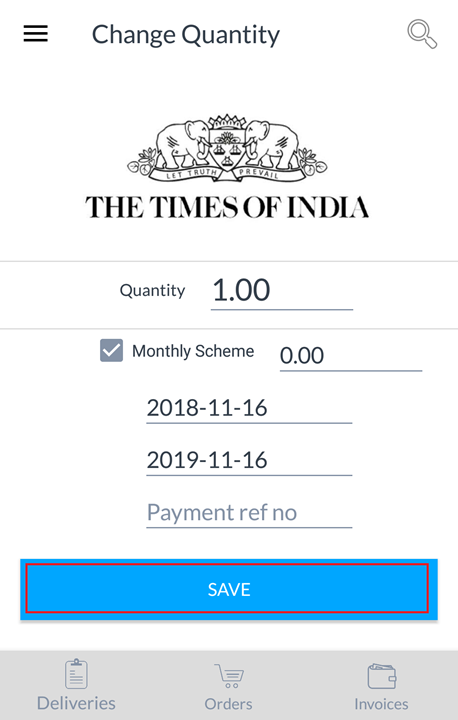 Change Quantity
LET TRUTH PREVAIL
THE TIMES OF INDIA
Quantity 1.00
Monthly Scheme 0.00
2018-11-16
2019-11-16
Payment ref no
SAVE
Deliveries Orders Invoices